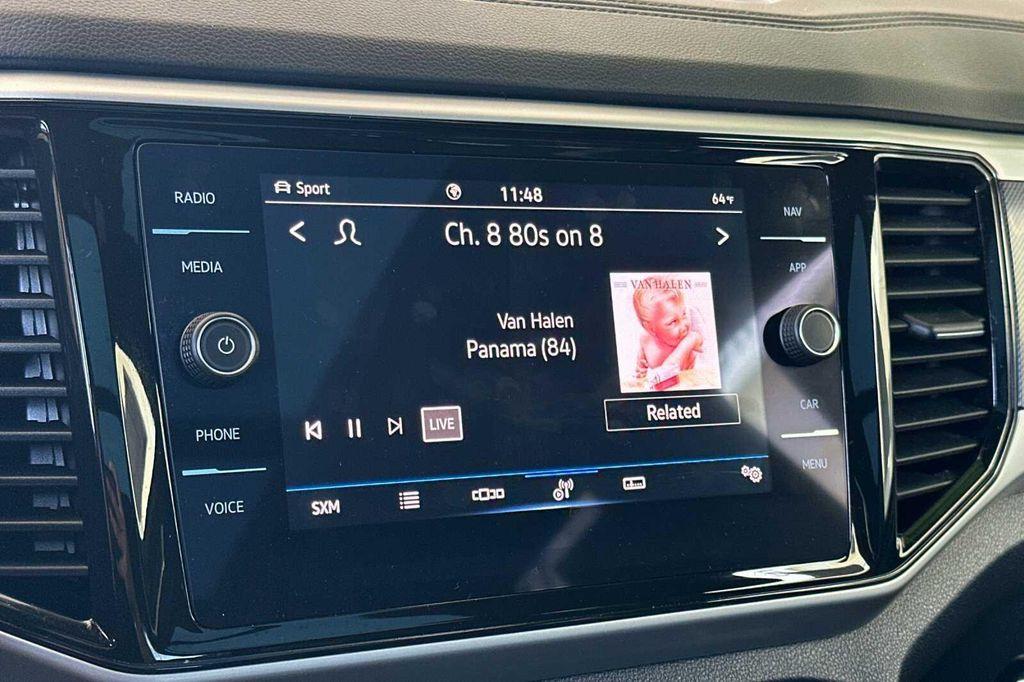 RADIO
MEDIA
PHONE
VOICE
Sport
11:48
64°F
Ch. 8 80s on 8
Van Halen
Panama (84)
VAN HALEN
Related
LIVE
SXM
NAV
APP
CAR
MENU